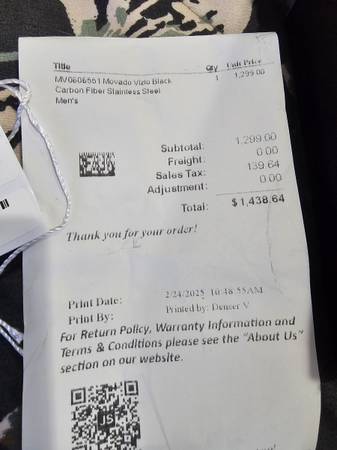 Title Qty Unit Price
MV0606551 Movado Vizio Black 1 1,299.00
Carbon Fiber Stainless Steel
Men's
Subtotal: 1,299.00
Freight: 0.00
Sales Tax: 139.64
Adjustment: 0.00
Total: $ 1,438.64
Thank you for your order!
Print Date: 2/24/2025 10:48:55AM
Print By: Printed by: Denser V
For Return Policy, Warranty Information and
Terms & Conditions please see the "About Us"
section on our website.
JS